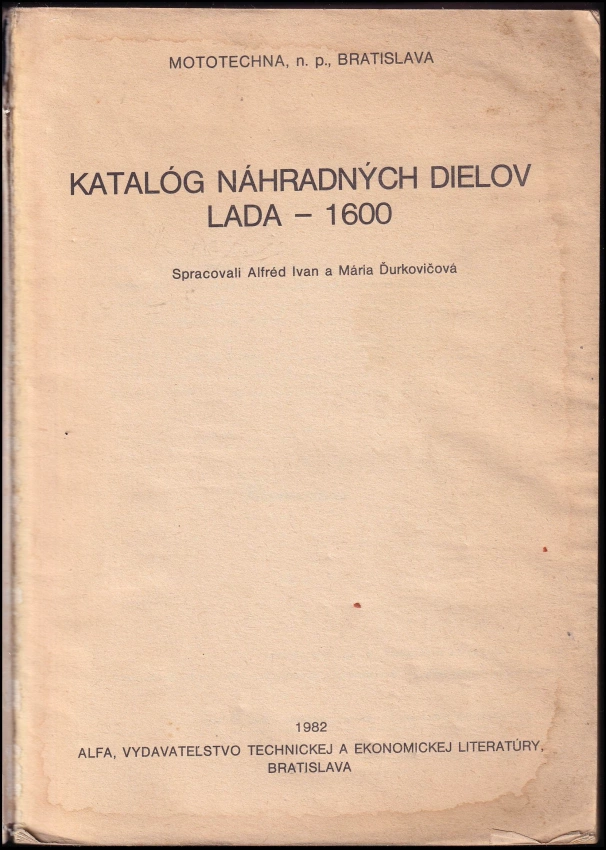 MOTOTECHNA, n. p., BRATISLAVA
KATALÓG NÁHRADNÝCH DIELOV
LADA – 1600
Spracovali Alfréd Ivan a Mária Ďurkovičová
1982
ALFA, VYDAVATEĽSTVO TECHNICKEJ A EKONOMICKEJ LITERATÚRY,
BRATISLAVA